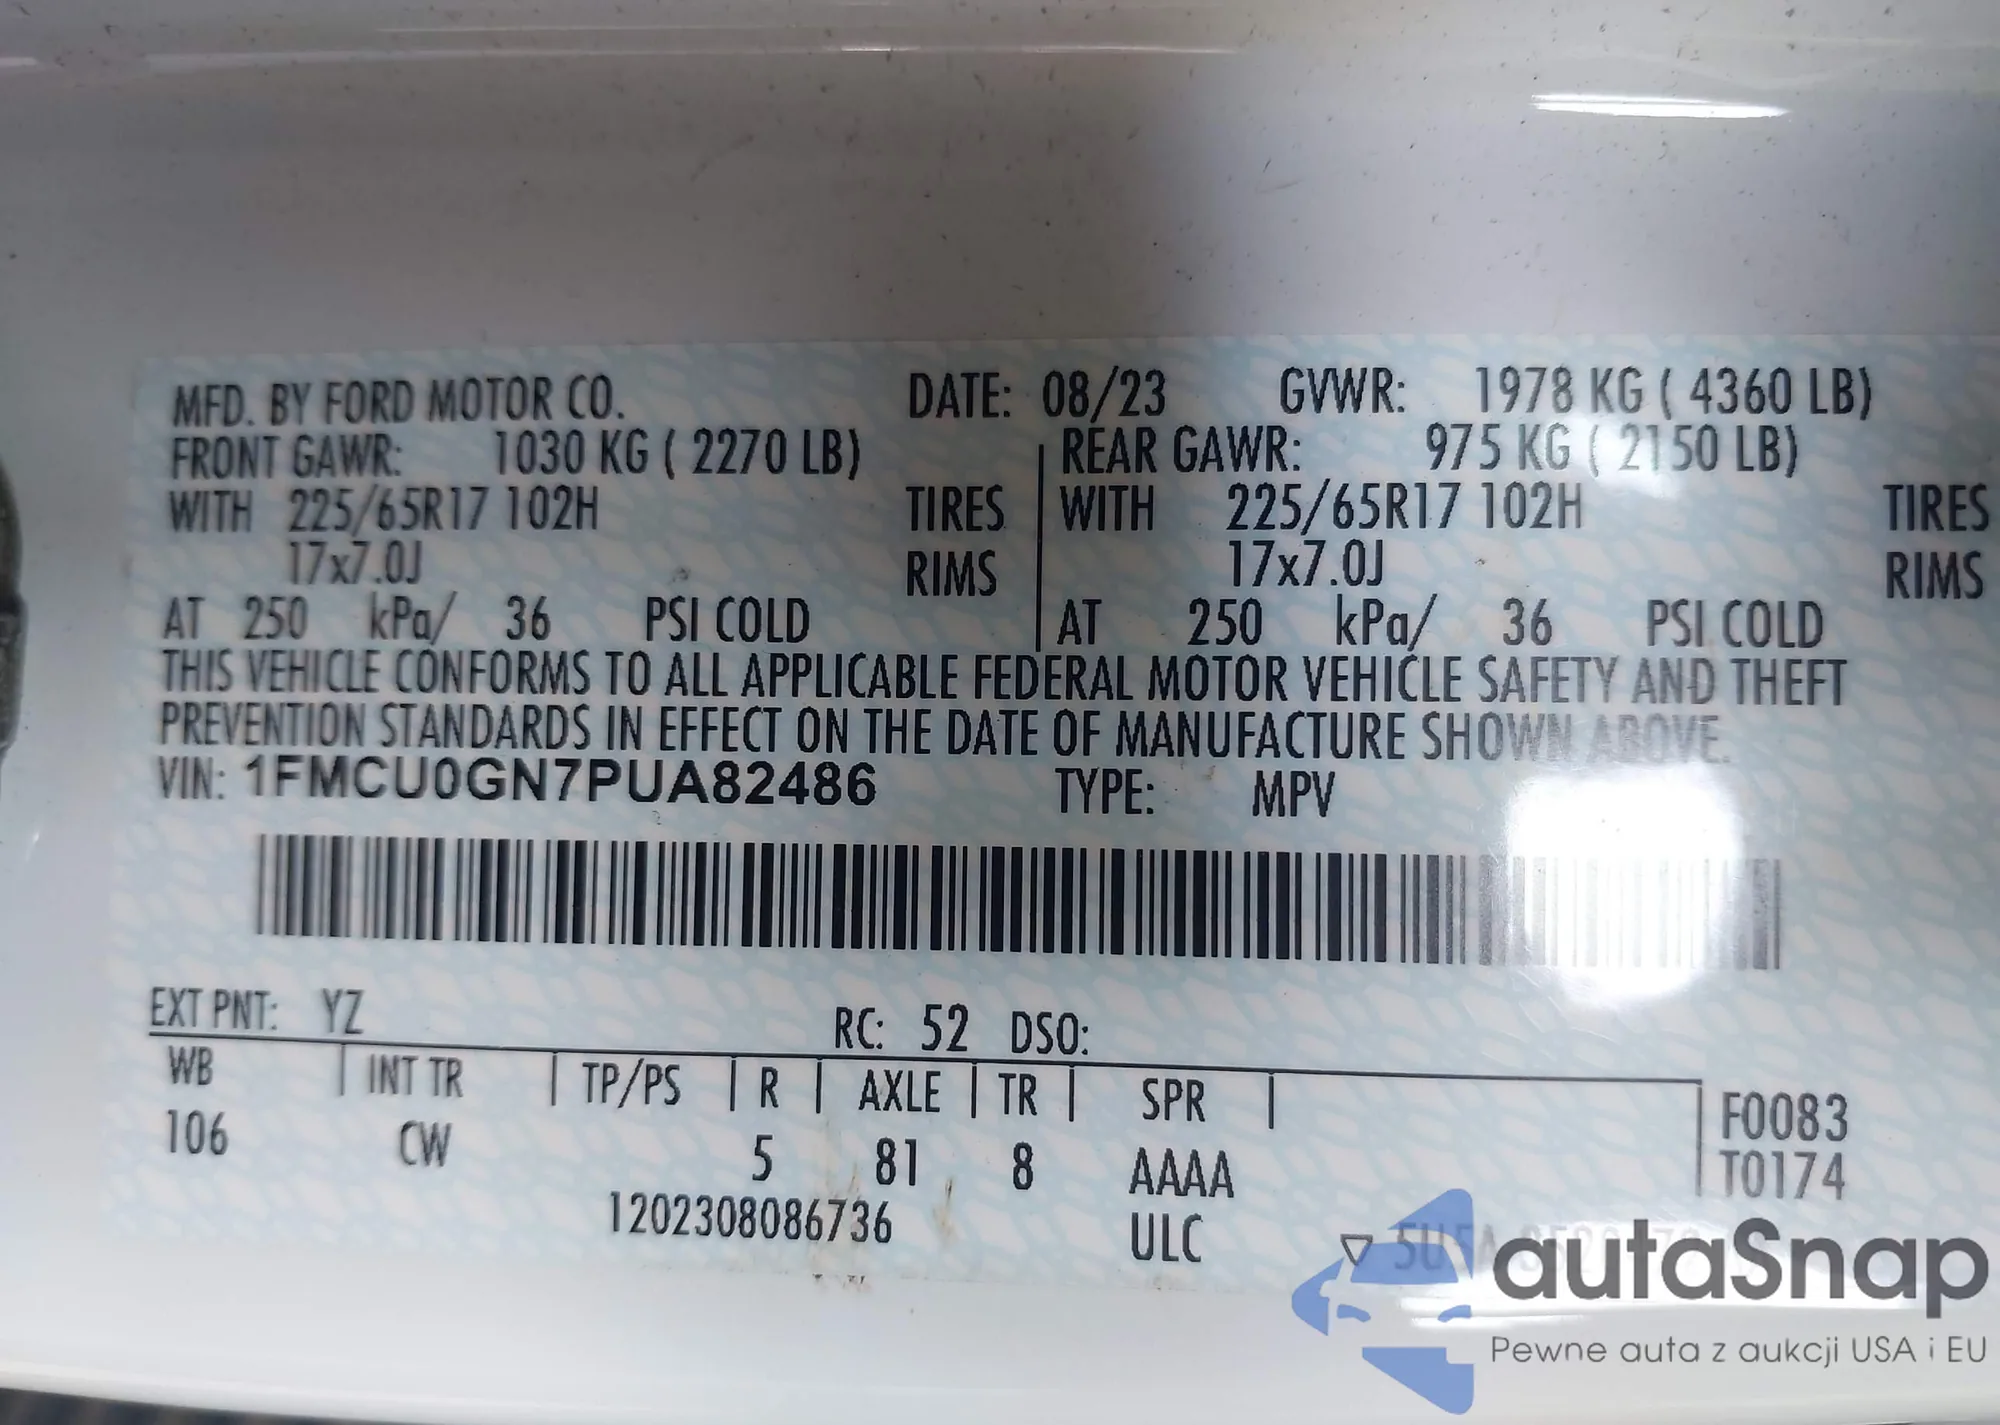 MFD. BY FORD MOTOR CO. DATE: 08/23 GVWR: 1978 KG ( 4360 LB)
FRONT GAWR: 1030 KG ( 2270 LB) REAR GAWR: 975 KG ( 2150 LB)
WITH 225/65R17 102H TIRES WITH 225/65R17 102H TIRES
17x7.0J RIMS 17x7.0J RIMS
AT 250 kPa/ 36 PSI COLD AT 250 kPa/ 36 PSI COLD
THIS VEHICLE CONFORMS TO ALL APPLICABLE FEDERAL MOTOR VEHICLE SAFETY AND THEFT
PREVENTION STANDARDS IN EFFECT ON THE DATE OF MANUFACTURE SHOWN ABOVE.
VIN: 1FMCU0GN7PUA82486 TYPE: MPV
EXT PNT: YZ RC: 52 DSO:
WB INT TR TP/PS R AXLE TR SPR F0083
106 CW 5 81 8 AAAA T0174
1202308086736 ULC
autaSnap
Pewne auta z aukcji USA i EU